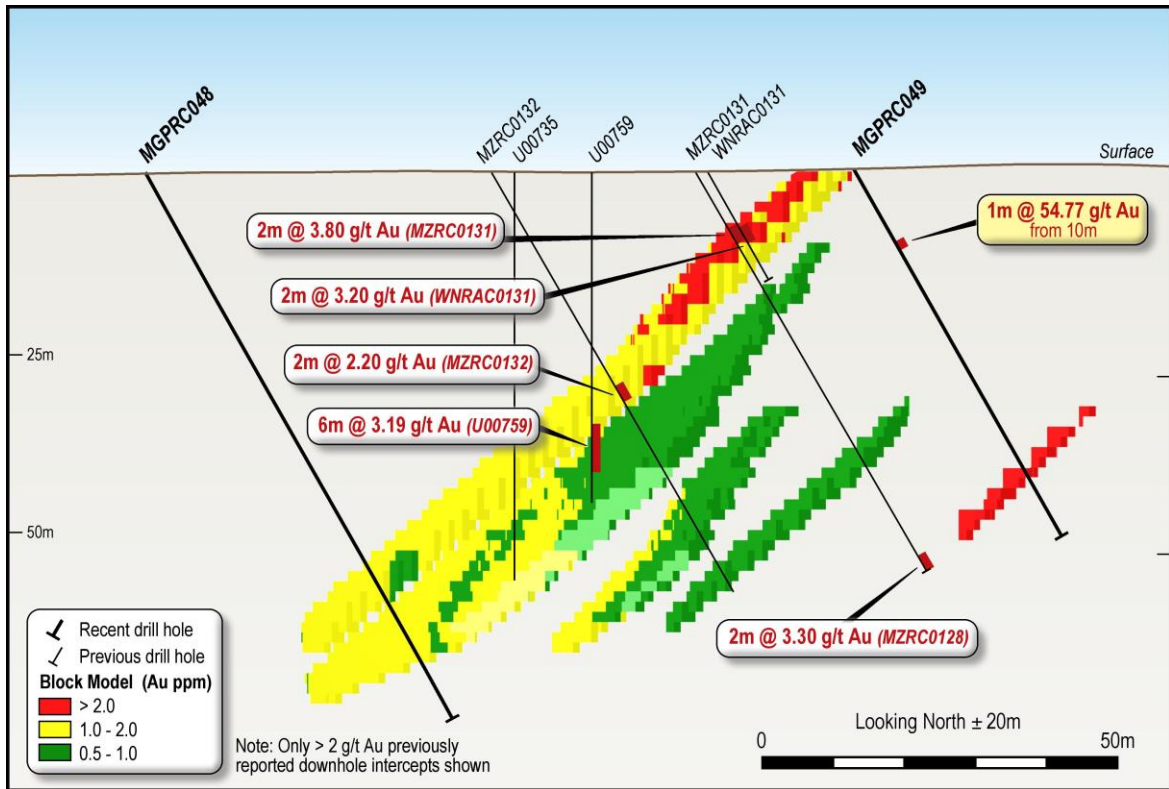 MGPRC048
MZRC0132
U00735
U00759
MZRC0131
WNRAC0131
MGPRC049
Surface
2m @ 3.80 g/t Au (MZRC0131)
1m @ 54.77 g/t Au
from 10m
2m @ 3.20 g/t Au (WNRAC0131)
25m
2m @ 2.20 g/t Au (MZRC0132)
6m @ 3.19 g/t Au (U00759)
50m
2m @ 3.30 g/t Au (MZRC0128)
Recent drill hole
Previous drill hole
Block Model (Au ppm)
> 2.0
1.0 - 2.0
0.5 - 1.0
Note: Only > 2 g/t Au previously
reported downhole intercepts shown
Looking North ± 20m
0 50m